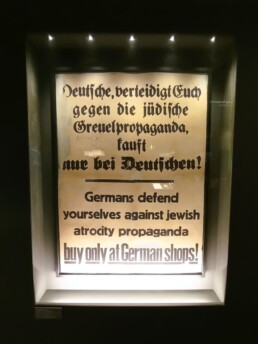 Deutsche, verteidigt Euch
gegen die jüdische
Greuelpropaganda,
kauft
nur bei Deutschen!
Germans defend
yourselves against jewish
atrocity propaganda
buy only at German shops!